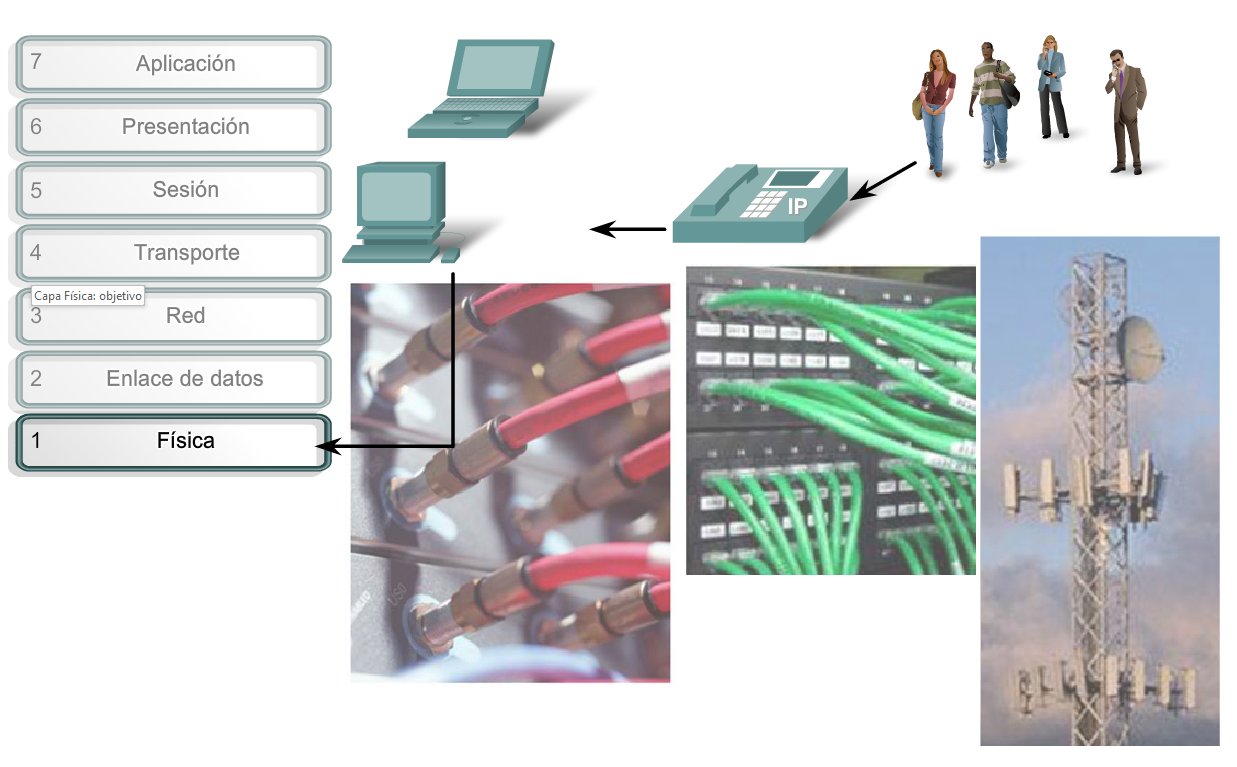 7 Aplicación
6 Presentación
5 Sesión
4 Transporte
Capa Física: objetivo
3 Red
2 Enlace de datos
1 Física
IP